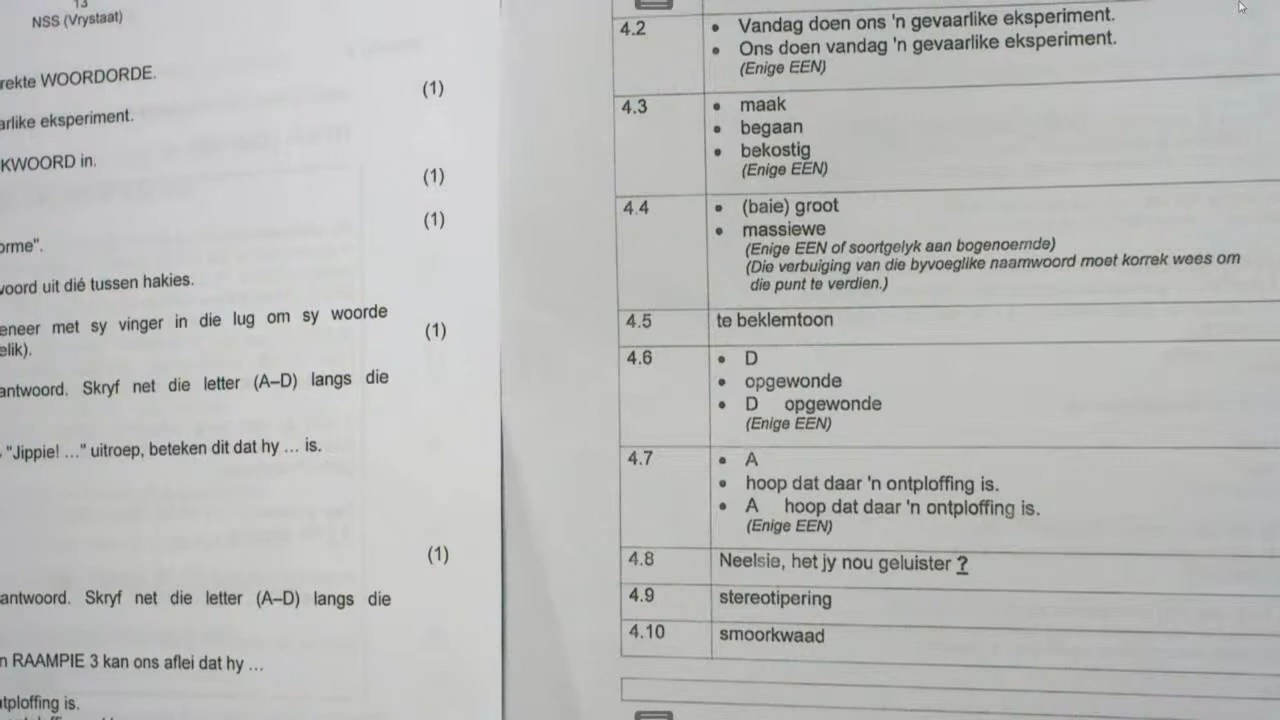 13
NSS (Vrystaat)
rekte WOORDORDE.
(1)
arlike eksperiment.
KWOORD in.
(1)
(1)
orme".
voord uit dié tussen hakies.
eneer met sy vinger in die lug om sy woorde
(1)
elik).
antwoord. Skryf net die letter (A–D) langs die
"Jippie! ..." uitroep, beteken dit dat hy ... is.
(1)
antwoord. Skryf net die letter (A–D) langs die
n RAAMPIE 3 kan ons aflei dat hy ...
ntploffing is.
4.2
• Vandag doen ons 'n gevaarlike eksperiment.
• Ons doen vandag 'n gevaarlike eksperiment.
(Enige EEN)
4.3
• maak
• begaan
• bekostig
(Enige EEN)
4.4
• (baie) groot
• massiewe
(Enige EEN of soortgelyk aan bogenoemde)
(Die verbuiging van die byvoeglike naamwoord moet korrek wees om
die punt te verdien.)
4.5 te beklemtoon
4.6
• D
• opgewonde
• D opgewonde
(Enige EEN)
4.7
• A
• hoop dat daar 'n ontploffing is.
• A hoop dat daar 'n ontploffing is.
(Enige EEN)
4.8 Neelsie, het jy nou geluister ?
4.9 stereotipering
4.10 smoorkwaad